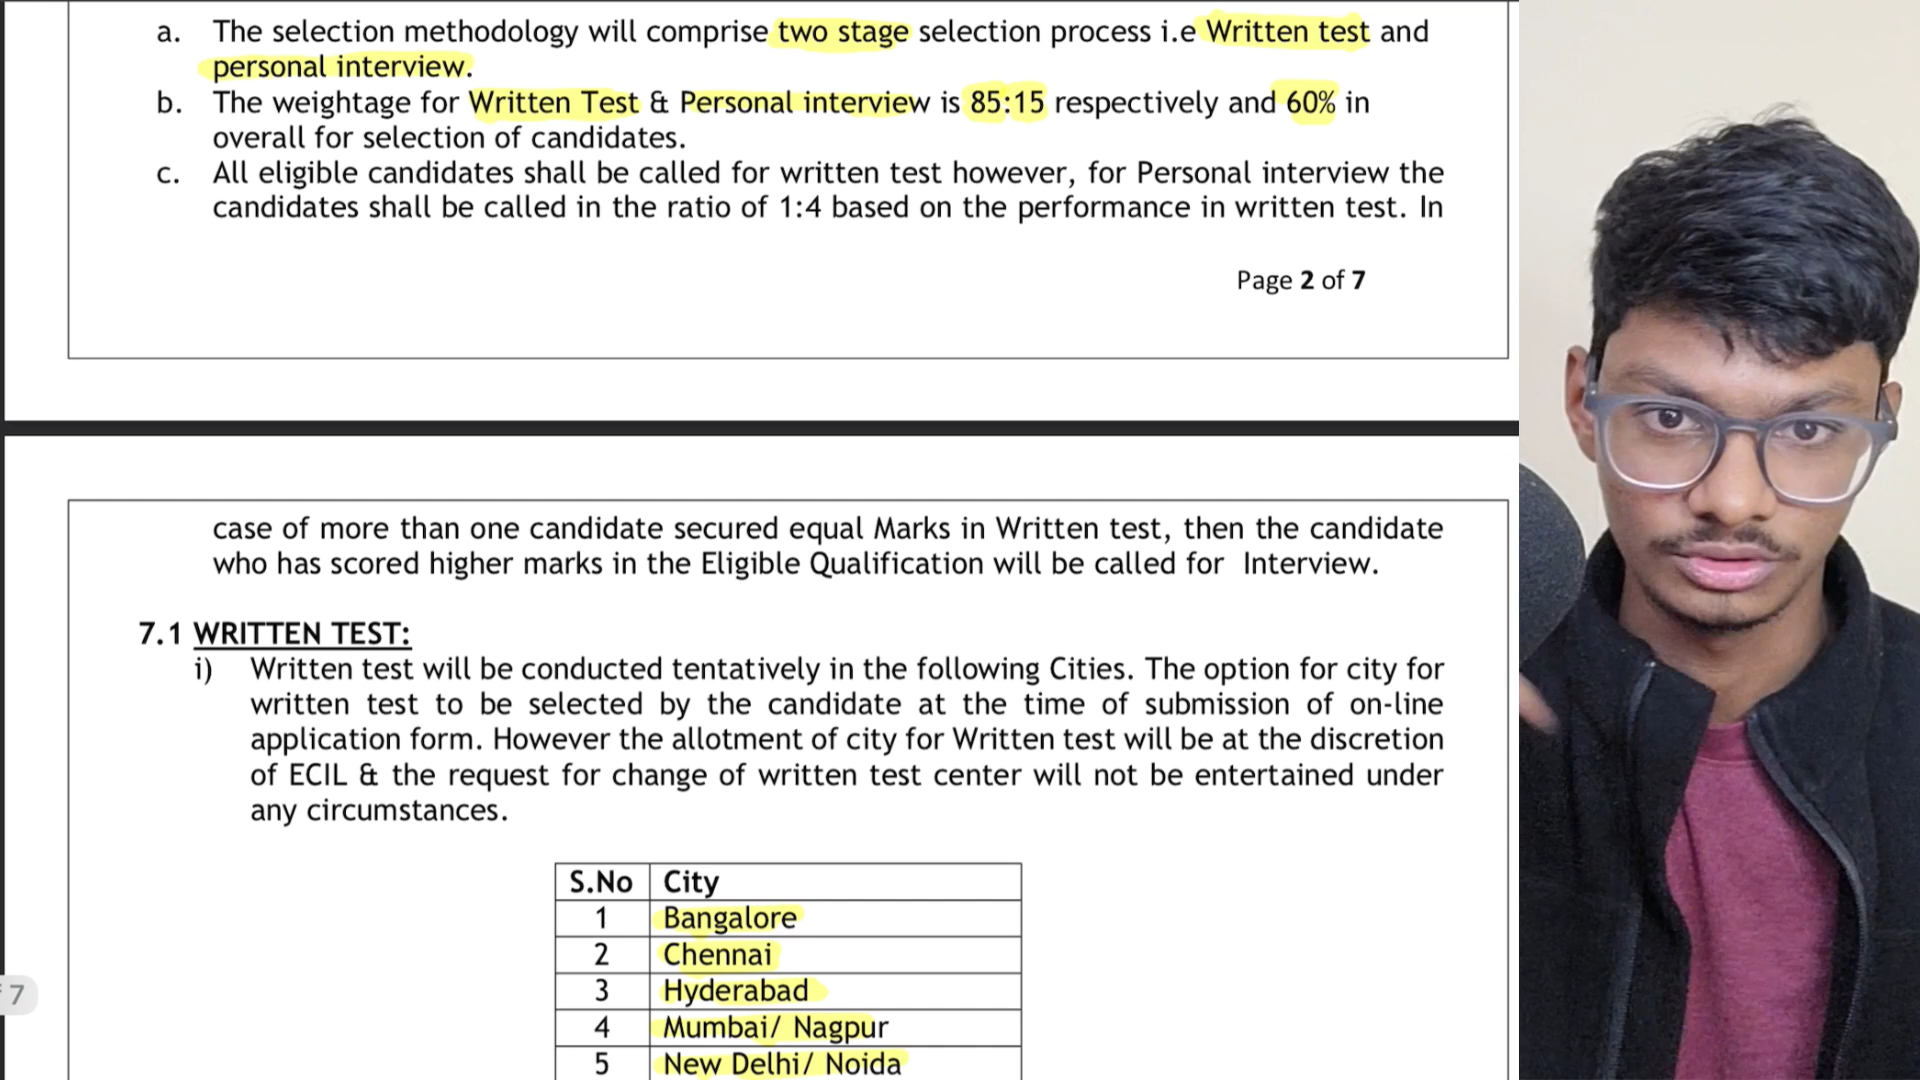 a. The selection methodology will comprise two stage selection process i.e Written test and
personal interview.
b. The weightage for Written Test & Personal interview is 85:15 respectively and 60% in
overall for selection of candidates.
c. All eligible candidates shall be called for written test however, for Personal interview the
candidates shall be called in the ratio of 1:4 based on the performance in written test. In
Page 2 of 7
case of more than one candidate secured equal Marks in Written test, then the candidate
who has scored higher marks in the Eligible Qualification will be called for Interview.
7.1 WRITTEN TEST:
i) Written test will be conducted tentatively in the following Cities. The option for city for
written test to be selected by the candidate at the time of submission of on-line
application form. However the allotment of city for Written test will be at the discretion
of ECIL & the request for change of written test center will not be entertained under
any circumstances.
S.No City
1 Bangalore
2 Chennai
3 Hyderabad
4 Mumbai/ Nagpur
5 New Delhi/ Noida
7